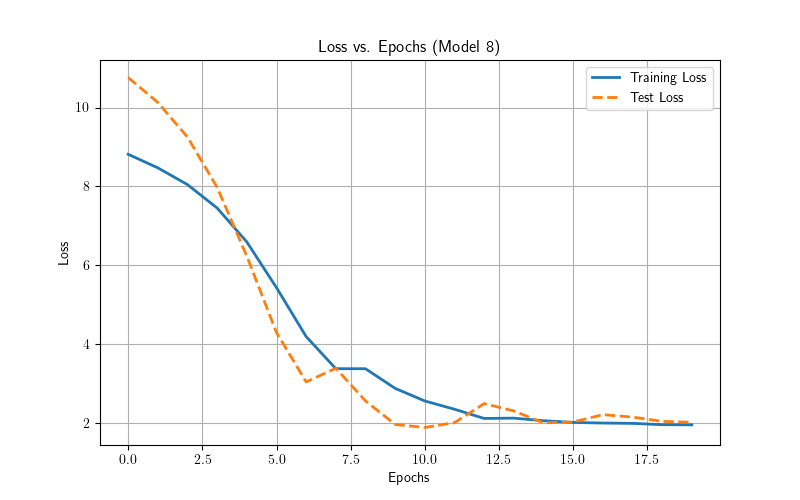 Loss vs. Epochs (Model 8)
Training Loss
Test Loss
10
8
6
4
2
Loss
0.0 2.5 5.0 7.5 10.0 12.5 15.0 17.5
Epochs